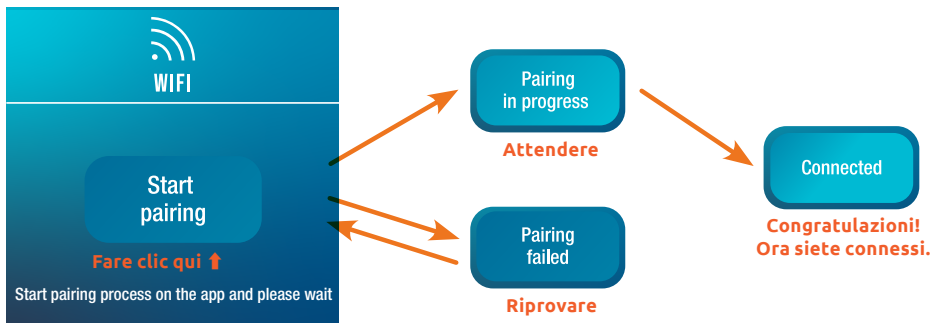 WIFI
Start
pairing
Fare clic qui ⬆
Start pairing process on the app and please wait
Pairing
in progress
Attendere
Pairing
failed
Riprovare
Connected
Congratulazioni!
Ora siete connessi.